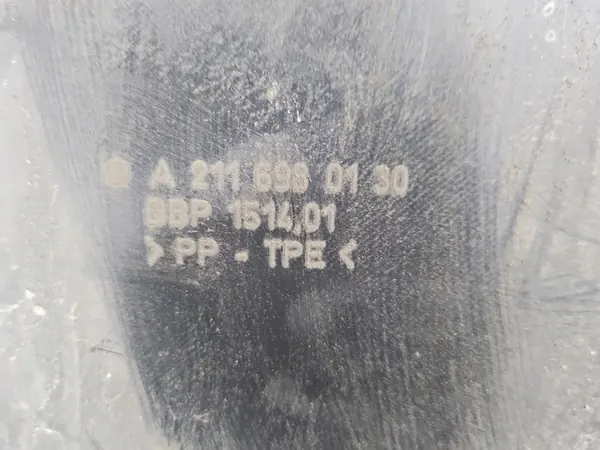 A 211 698 01 30
BBP 1514.01
> PP - TPE <